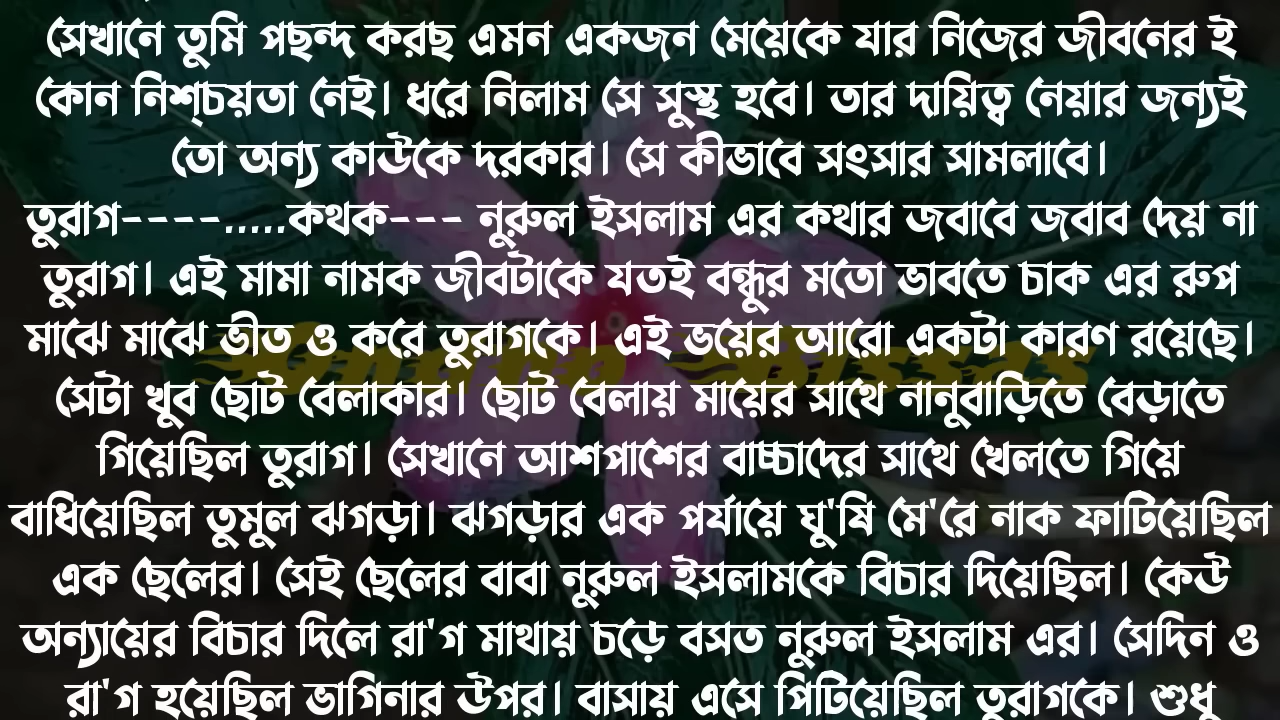 সেখানে তুমি পছন্দ করছ এমন একজন মেয়েকে যার নিজের জীবনের ই
কোন নিশ্চয়তা নেই। ধরে নিলাম সে সুস্থ হবে। তার দায়িত্ব নেয়ার জন্যই
তো অন্য কাউকে দরকার। সে কীভাবে সংসার সামলাবে।
তুরাগ----.....কথক--- নুরুল ইসলাম এর কথার জবাবে জবাব দেয় না
তুরাগ। এই মামা নামক জীবটাকে যতই বন্ধুর মতো ভাবতে চাক এর রুপ
মাঝে মাঝে ভীত ও করে তুরাগকে। এই ভয়ের আরো একটা কারণ রয়েছে।
সেটা খুব ছোট বেলাকার। ছোট বেলায় মায়ের সাথে নানুবাড়িতে বেড়াতে
গিয়েছিল তুরাগ। সেখানে আশপাশের বাচ্চাদের সাথে খেলতে গিয়ে
বাধিয়েছিল তুমুল ঝগড়া। ঝগড়ার এক পর্যায়ে ঘু'ষি মে'রে নাক ফাটিয়েছিল
এক ছেলের। সেই ছেলের বাবা নুরুল ইসলামকে বিচার দিয়েছিল। কেউ
অন্যায়ের বিচার দিলে রা'গ মাথায় চড়ে বসত নুরুল ইসলাম এর। সেদিন ও
রা'গ হয়েছিল ভাগিনার উপর। বাসায় এসে পিটিয়েছিল তুরাগকে। শুধু